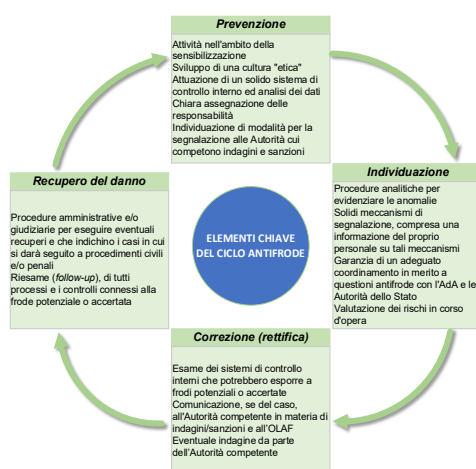 Prevenzione
Attività nell'ambito della
sensibilizzazione
Sviluppo di una cultura "etica"
Attuazione di un solido sistema di
controllo interno ed analisi dei dati
Chiara assegnazione delle
responsabilità
Individuazione di modalità per la
segnalazione alle Autorità cui
competono indagini e sanzioni
Individuazione
Procedure analitiche per
evidenziare le anomalie
Solidi meccanismi di
segnalazione, compresa una
informazione del proprio
personale su tali meccanismi
Garanzia di un adeguato
coordinamento in merito a
questioni antifrode con l'AdA e le
Autorità dello Stato
Valutazione dei rischi in corso
d'opera
Correzione (rettifica)
Esame dei sistemi di controllo
interni che potrebbero esporre a
frodi potenziali o accertate
Comunicazione, se del caso,
all'Autorità competente in materia di
indagini/sanzioni e all'OLAF
Eventuale indagine da parte
dell'Autorità competente
Recupero del danno
Procedure amministrative e/o
giudiziarie per eseguire eventuali
recuperi e che indichino i casi in cui
si darà seguito a procedimenti civili
e/o penali
Riesame (follow-up), di tutti
processi e i controlli connessi alla
frode potenziale o accertata
ELEMENTI CHIAVE
DEL CICLO ANTIFRODE